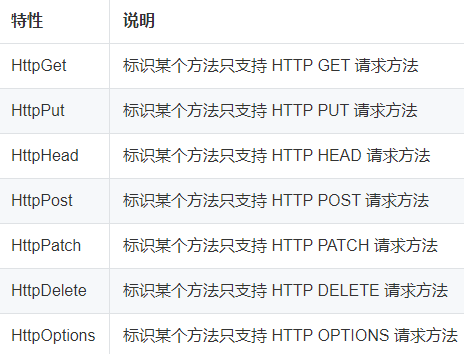 特性 说明
HttpGet 标识某个方法只支持 HTTP GET 请求方法
HttpPut 标识某个方法只支持 HTTP PUT 请求方法
HttpHead 标识某个方法只支持 HTTP HEAD 请求方法
HttpPost 标识某个方法只支持 HTTP POST 请求方法
HttpPatch 标识某个方法只支持 HTTP PATCH 请求方法
HttpDelete 标识某个方法只支持 HTTP DELETE 请求方法
HttpOptions 标识某个方法只支持 HTTP OPTIONS 请求方法